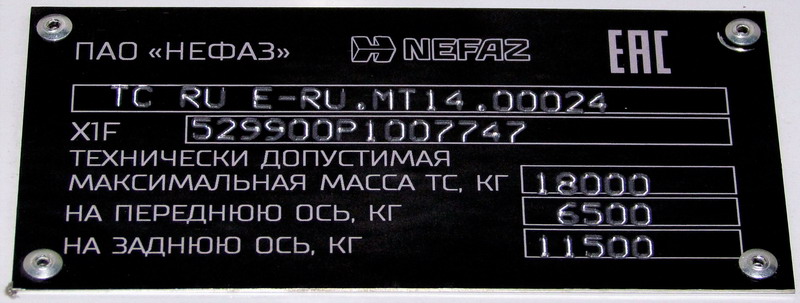 ПАО «НЕФАЗ» NEFAZ EAC
TC RU E-RU.MT14.00024
X1F 529900P1007747
ТЕХНИЧЕСКИ ДОПУСТИМАЯ
МАКСИМАЛЬНАЯ МАССА ТС, КГ 18000
НА ПЕРЕДНЮЮ ОСЬ, КГ 6500
НА ЗАДНЮЮ ОСЬ, КГ 11500